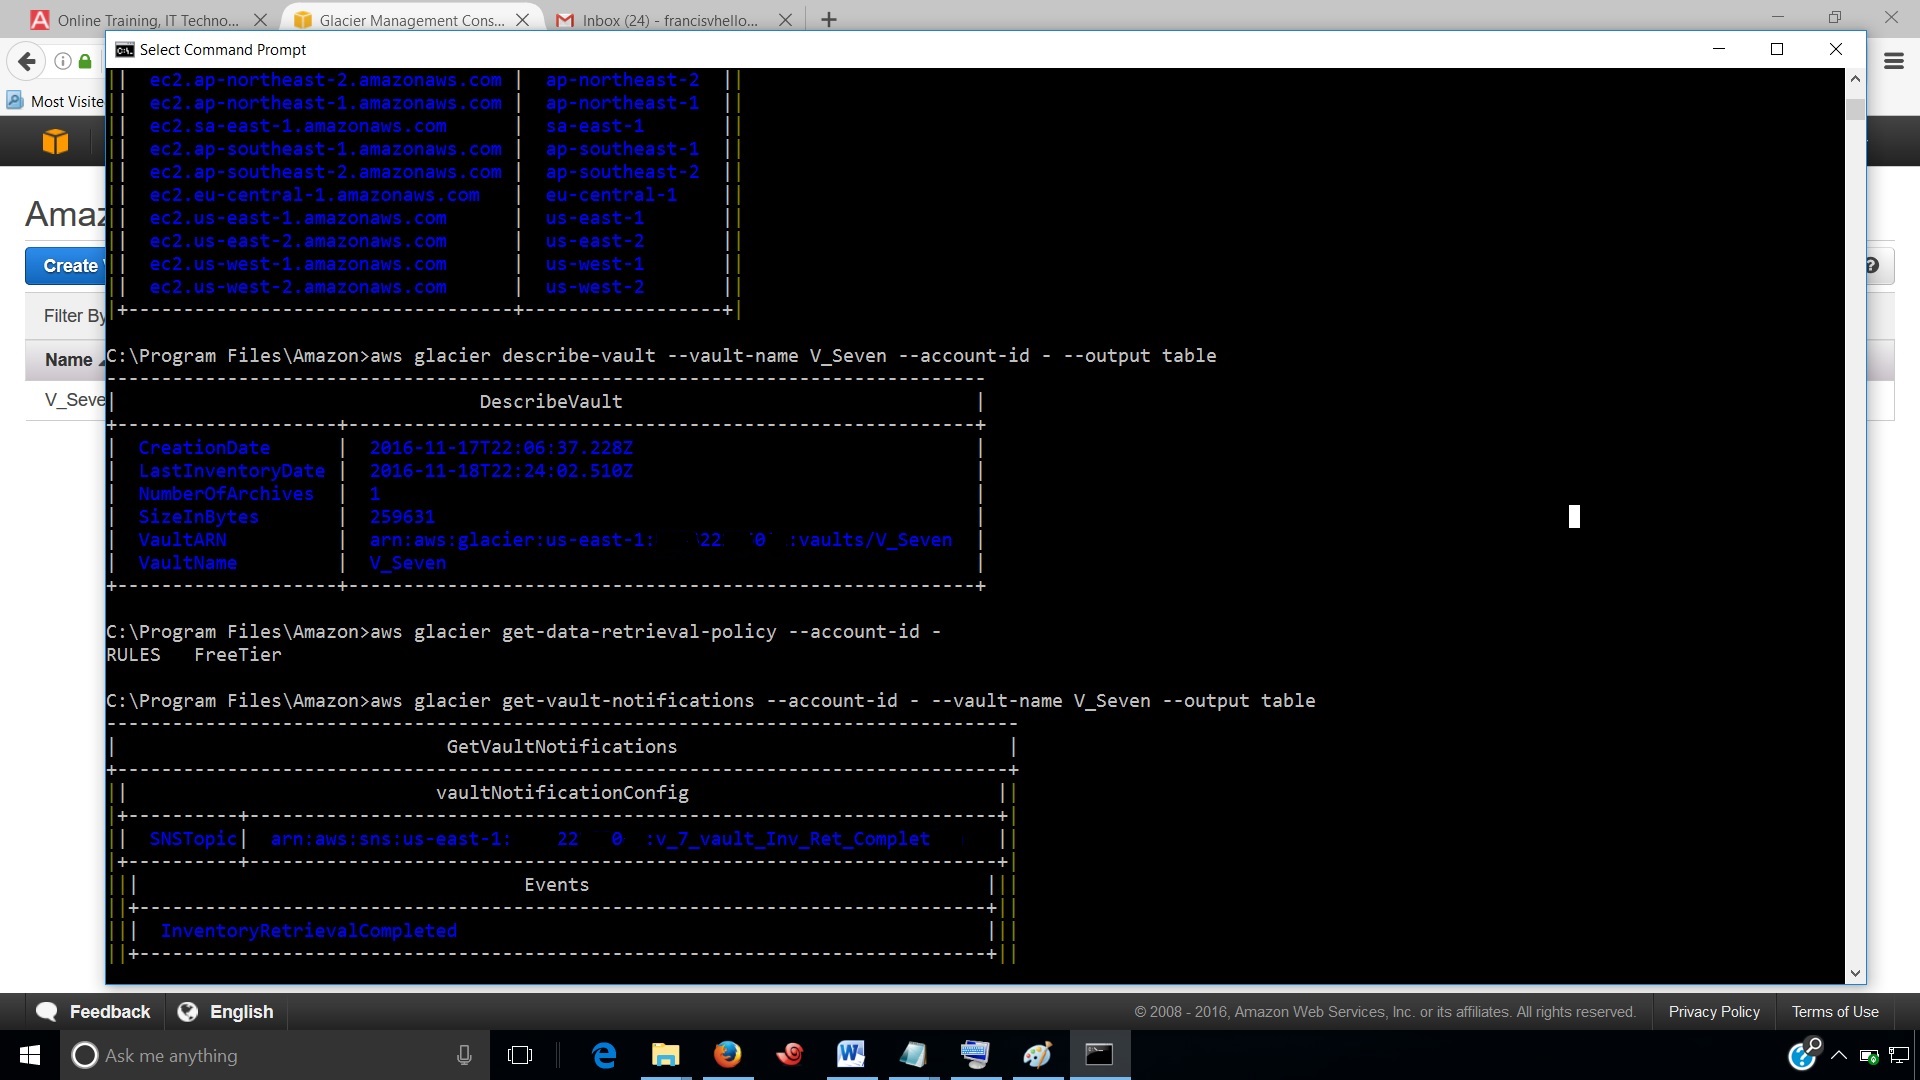 Online Training, IT Techno...
Glacier Management Cons...
Inbox (24) - francisvhello...
Select Command Prompt
Most Visite
|| ec2.ap-northeast-2.amazonaws.com | ap-northeast-2 ||
|| ec2.ap-northeast-1.amazonaws.com | ap-northeast-1 ||
|| ec2.sa-east-1.amazonaws.com | sa-east-1 ||
|| ec2.ap-southeast-1.amazonaws.com | ap-southeast-1 ||
|| ec2.ap-southeast-2.amazonaws.com | ap-southeast-2 ||
|| ec2.eu-central-1.amazonaws.com | eu-central-1 ||
|| ec2.us-east-1.amazonaws.com | us-east-1 ||
|| ec2.us-east-2.amazonaws.com | us-east-2 ||
|| ec2.us-west-1.amazonaws.com | us-west-1 ||
|| ec2.us-west-2.amazonaws.com | us-west-2 ||
Amaz
Create
Filter By
Name
V_Seve
C:\Program Files\Amazon>aws glacier describe-vault --vault-name V_Seven --account-id - --output table
| DescribeVault |
| CreationDate | 2016-11-17T22:06:37.228Z |
| LastInventoryDate | 2016-11-18T22:24:02.510Z |
| NumberOfArchives | 1 |
| SizeInBytes | 259631 |
| VaultARN | arn:aws:glacier:us-east-1: 22 0 :vaults/V_Seven |
| VaultName | V_Seven |
C:\Program Files\Amazon>aws glacier get-data-retrieval-policy --account-id -
RULES FreeTier
C:\Program Files\Amazon>aws glacier get-vault-notifications --account-id - --vault-name V_Seven --output table
| GetVaultNotifications |
|| vaultNotificationConfig ||
|| SNSTopic| arn:aws:sns:us-east-1: 22 0 :v_7_vault_Inv_Ret_Complet ||
||| Events |||
||| InventoryRetrievalCompleted |||
Feedback
English
© 2008 - 2016, Amazon Web Services, Inc. or its affiliates. All rights reserved.
Privacy Policy
Terms of Use
Ask me anything